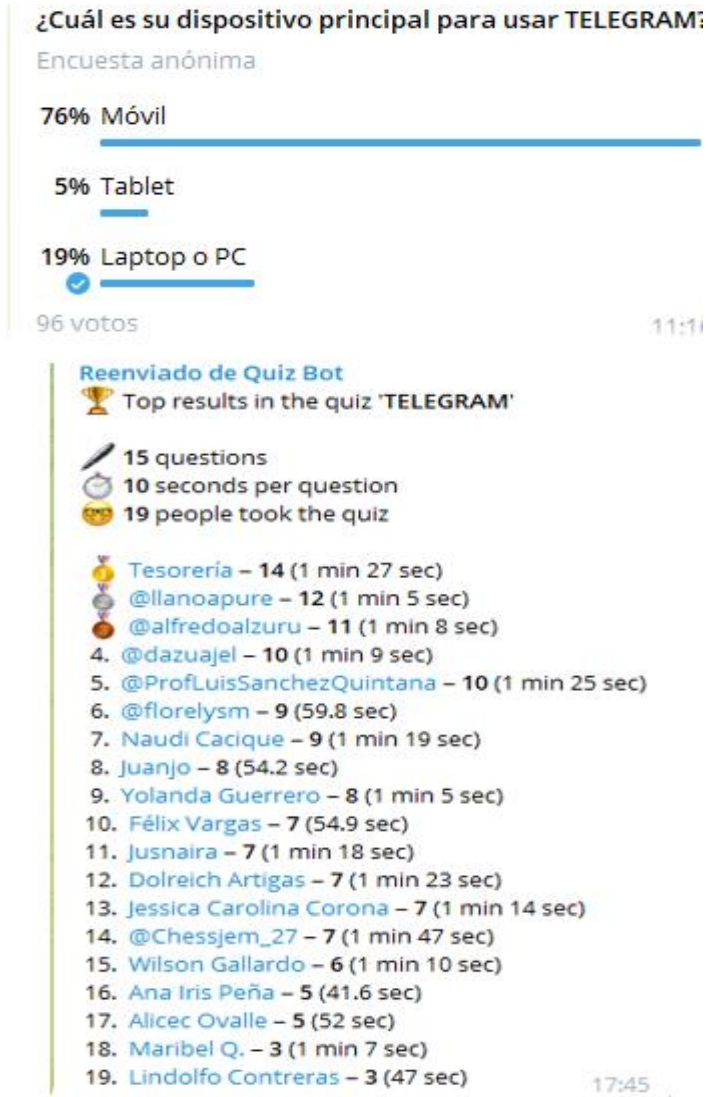 ¿Cuál es su dispositivo principal para usar TELEGRAM?
Encuesta anónima
76% Móvil
5% Tablet
19% Laptop o PC
96 votos
11:16
Reenviado de Quiz Bot
Top results in the quiz 'TELEGRAM'
15 questions
10 seconds per question
19 people took the quiz
Tesorería – 14 (1 min 27 sec)
@llanoapure – 12 (1 min 5 sec)
@alfredoalzuru – 11 (1 min 8 sec)
4. @dazuajel – 10 (1 min 9 sec)
5. @ProfLuisSanchezQuintana – 10 (1 min 25 sec)
6. @florelysm – 9 (59.8 sec)
7. Naudi Cacique – 9 (1 min 19 sec)
8. Juanjo – 8 (54.2 sec)
9. Yolanda Guerrero – 8 (1 min 5 sec)
10. Félix Vargas – 7 (54.9 sec)
11. Jusnaira – 7 (1 min 18 sec)
12. Dolreich Artigas – 7 (1 min 23 sec)
13. Jessica Carolina Corona – 7 (1 min 14 sec)
14. @Chessjem_27 – 7 (1 min 47 sec)
15. Wilson Gallardo – 6 (1 min 10 sec)
16. Ana Iris Peña – 5 (41.6 sec)
17. Alicec Ovalle – 5 (52 sec)
18. Maribel Q. – 3 (1 min 7 sec)
19. Lindolfo Contreras – 3 (47 sec)
17:45